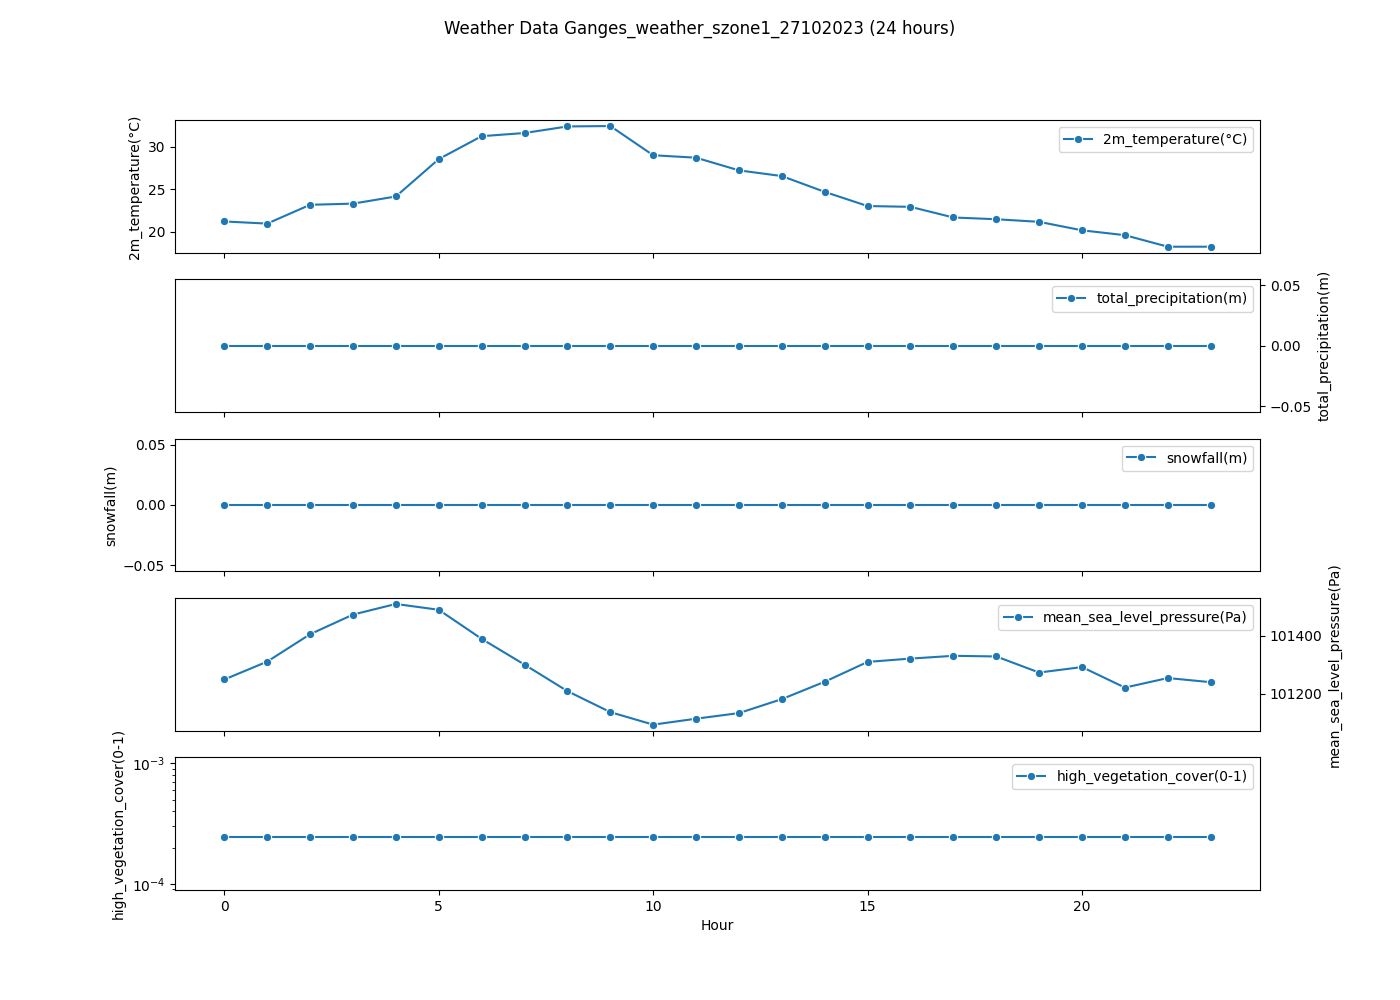 Weather Data Ganges_weather_szone1_27102023 (24 hours)
2m_temperature(°C)
30
25
20
2m_temperature(°C)
total_precipitation(m)
0.05
0.00
−0.05
total_precipitation(m)
snowfall(m)
0.05
0.00
−0.05
snowfall(m)
mean_sea_level_pressure(Pa)
101400
101200
mean_sea_level_pressure(Pa)
high_vegetation_cover(0-1)
10⁻³
10⁻⁴
high_vegetation_cover(0-1)
0 5 10 15 20
Hour